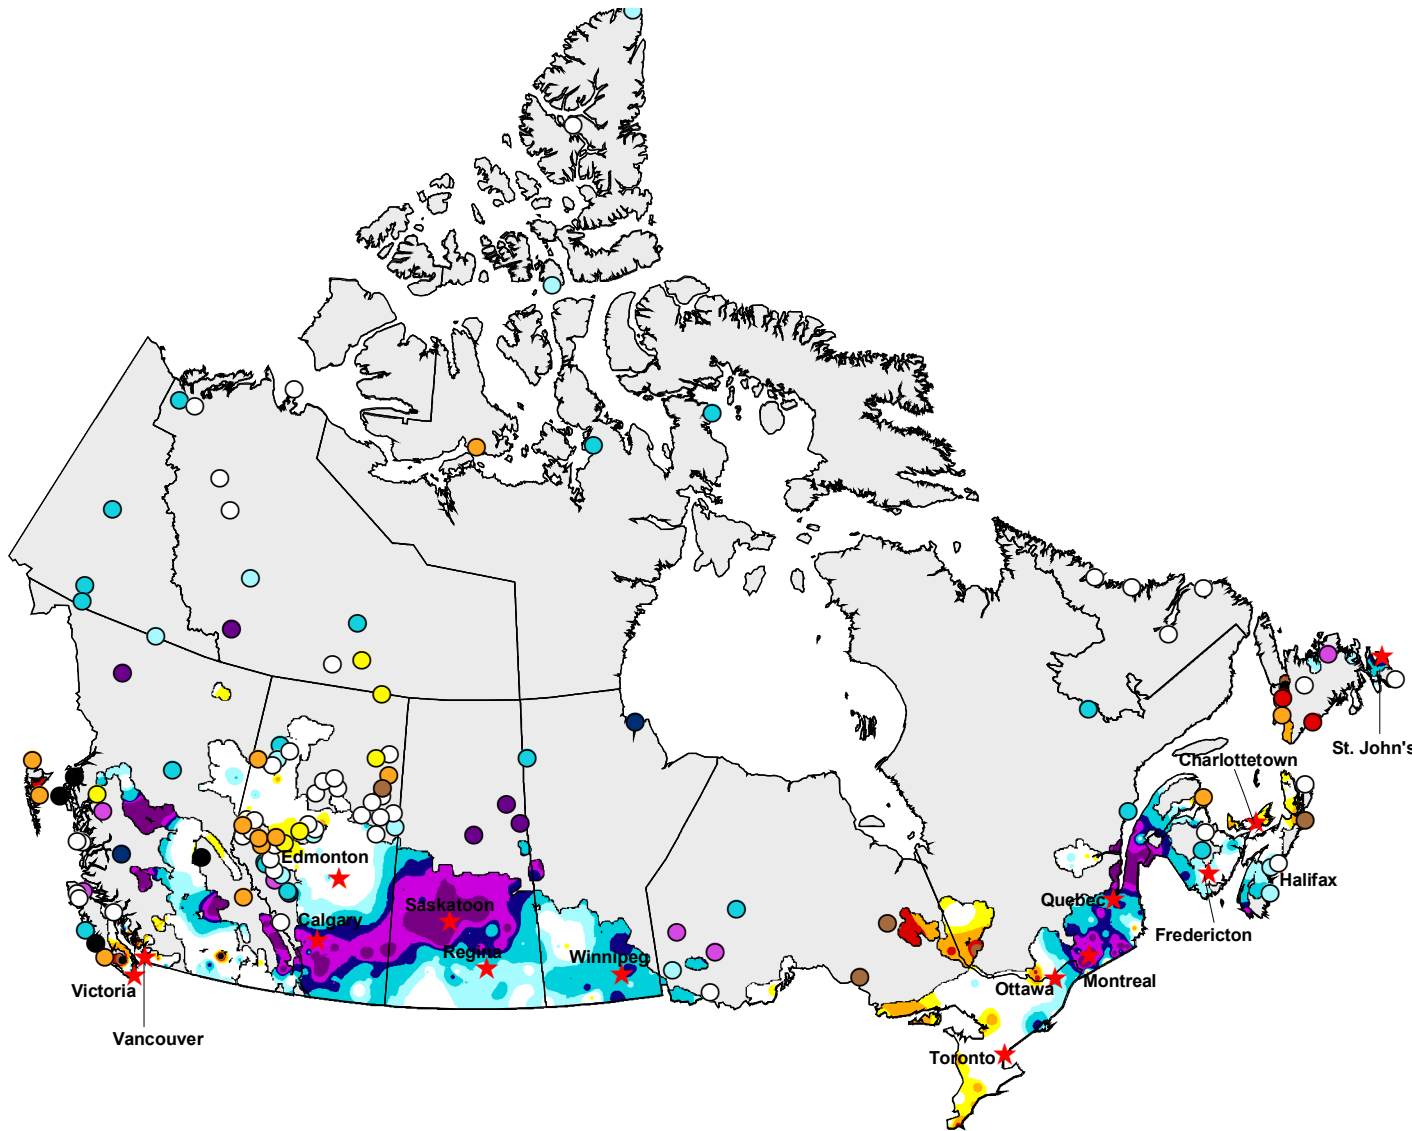 St. John's
Charlottetown
Edmonton
Halifax
Quebec
Saskatoon
Calgary
Fredericton
Regina
Winnipeg
Montreal
Ottawa
Victoria
Vancouver
Toronto